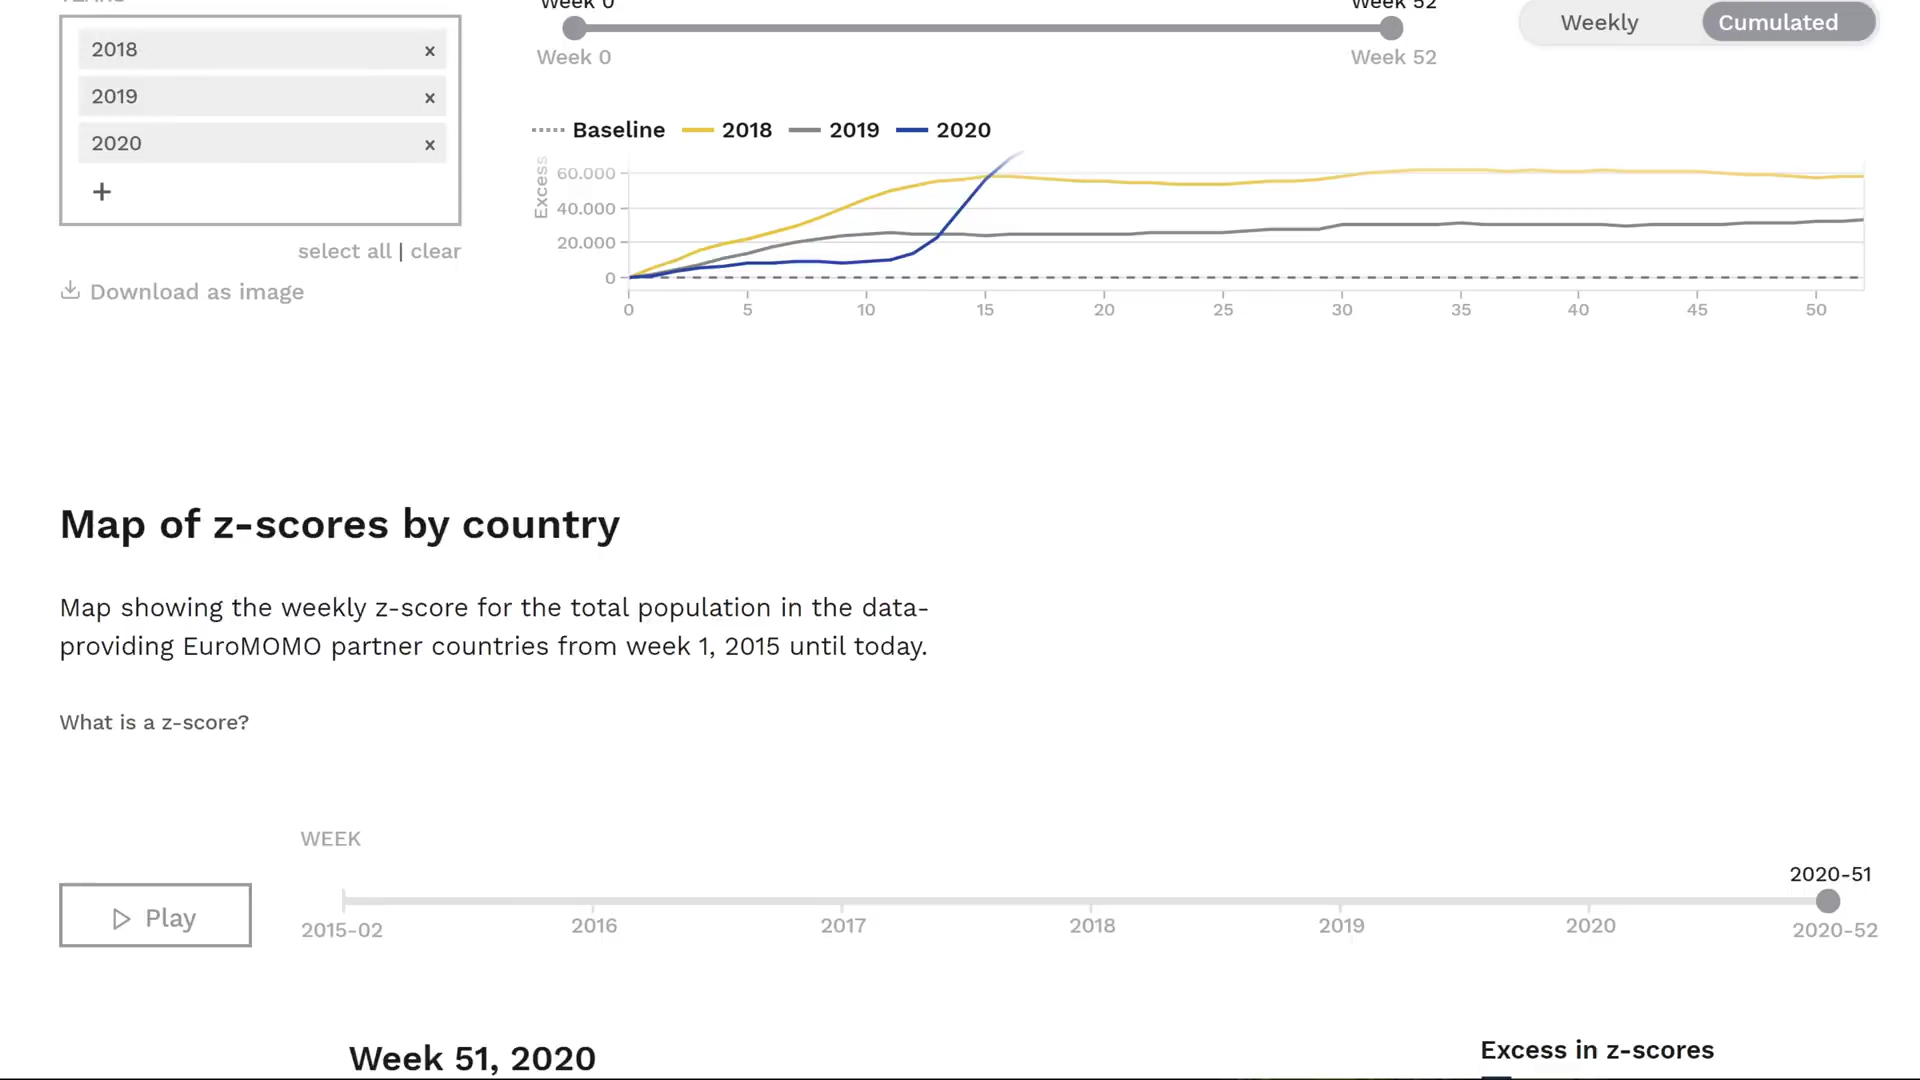 YEARS
Week 0
Week 52
Weekly
Cumulated
2018 x
2019 x
2020 x
+
select all | clear
Download as image
Week 0
Week 52
Baseline 2018 2019 2020
Excess
60.000
40.000
20.000
0
0 5 10 15 20 25 30 35 40 45 50
Map of z-scores by country
Map showing the weekly z-score for the total population in the data-
providing EuroMOMO partner countries from week 1, 2015 until today.
What is a z-score?
WEEK
2020-51
Play
2015-02 2016 2017 2018 2019 2020 2020-52
Week 51, 2020
Excess in z-scores